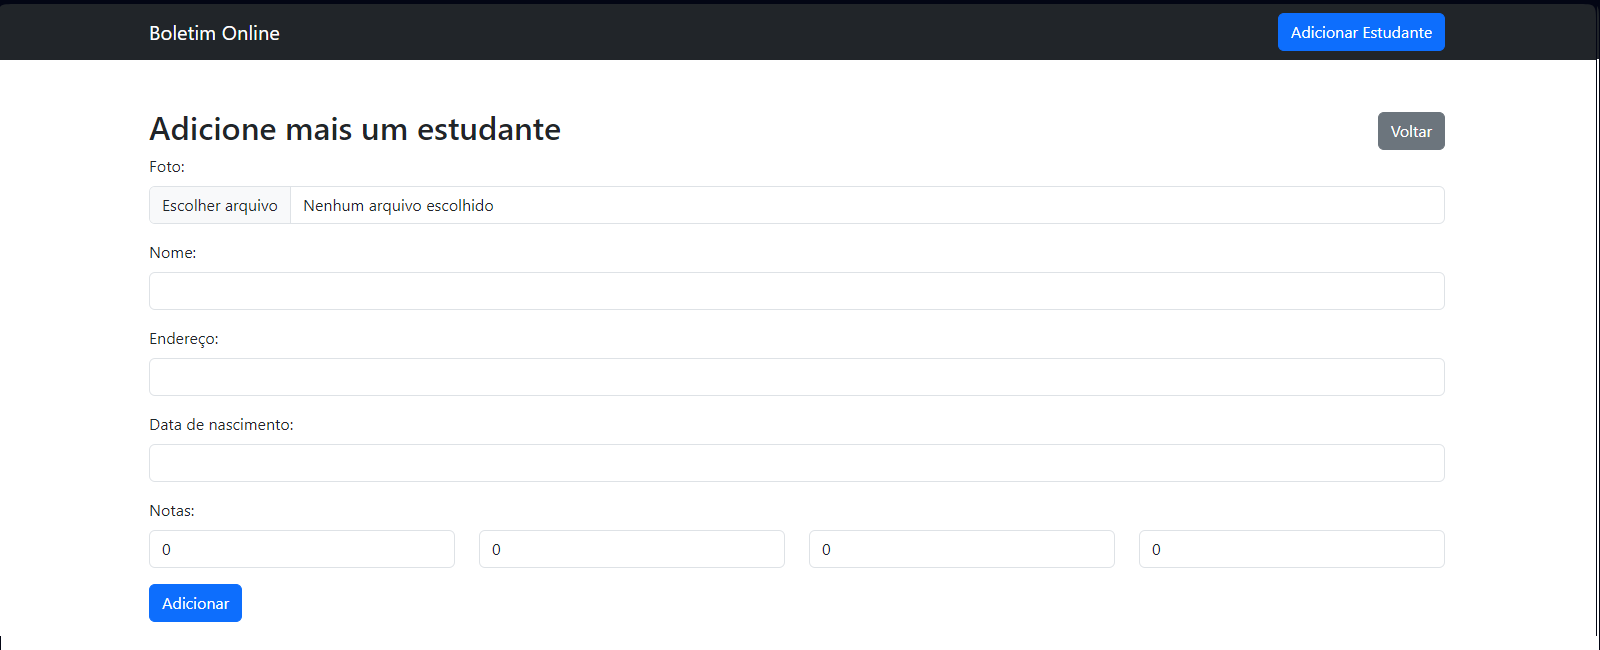 Boletim Online Adicionar Estudante
Adicione mais um estudante Voltar
Foto:
Escolher arquivo Nenhum arquivo escolhido
Nome:
Endereço:
Data de nascimento:
Notas:
0 0 0 0
Adicionar